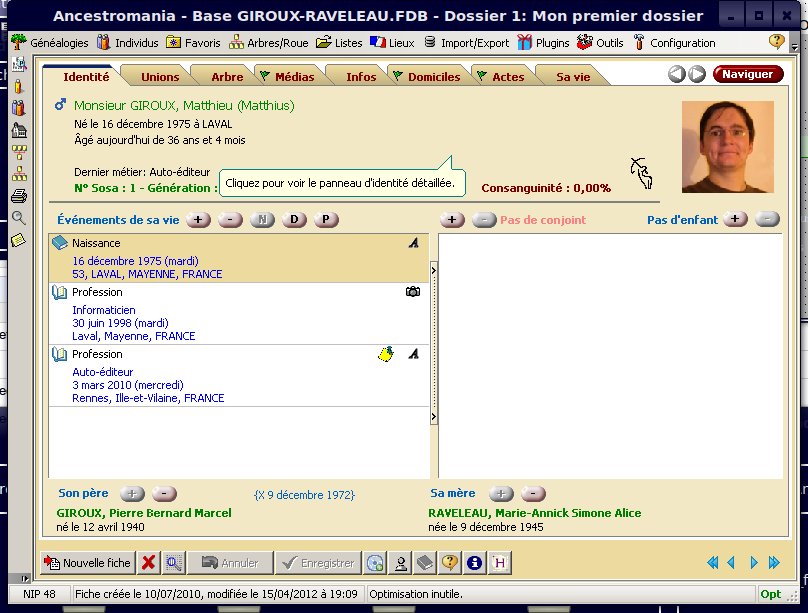 Ancestromania - Base GIROUX-RAVELEAU.FDB - Dossier 1: Mon premier dossier
Généalogies Individus Favoris Arbres/Roue Listes Lieux Import/Export Plugins Outils Configuration
Identité Unions Arbre Médias Infos Domiciles Actes Sa vie Naviguer
Monsieur GIROUX, Matthieu (Matthius)
Né le 16 décembre 1975 à LAVAL
Âgé aujourd'hui de 36 ans et 4 mois
Dernier métier: Auto-éditeur
Cliquez pour voir le panneau d'identité détaillée.
N° Sosa : 1 - Génération : Consanguinité : 0,00%
Événements de sa vie + - N D P + - Pas de conjoint Pas d'enfant + -
Naissance A
16 décembre 1975 (mardi)
53, LAVAL, MAYENNE, FRANCE
Profession
Informaticien
30 juin 1998 (mardi)
Laval, Mayenne, FRANCE
Profession A
Auto-éditeur
3 mars 2010 (mercredi)
Rennes, Ille-et-Vilaine, FRANCE
Son père + - {X 9 décembre 1972} Sa mère + -
GIROUX, Pierre Bernard Marcel RAVELEAU, Marie-Annick Simone Alice
né le 12 avril 1940 née le 9 décembre 1945
Nouvelle fiche Annuler Enregistrer H
NIP 48 Fiche créée le 10/07/2010, modifiée le 15/04/2012 à 19:09 Optimisation inutile. Opt